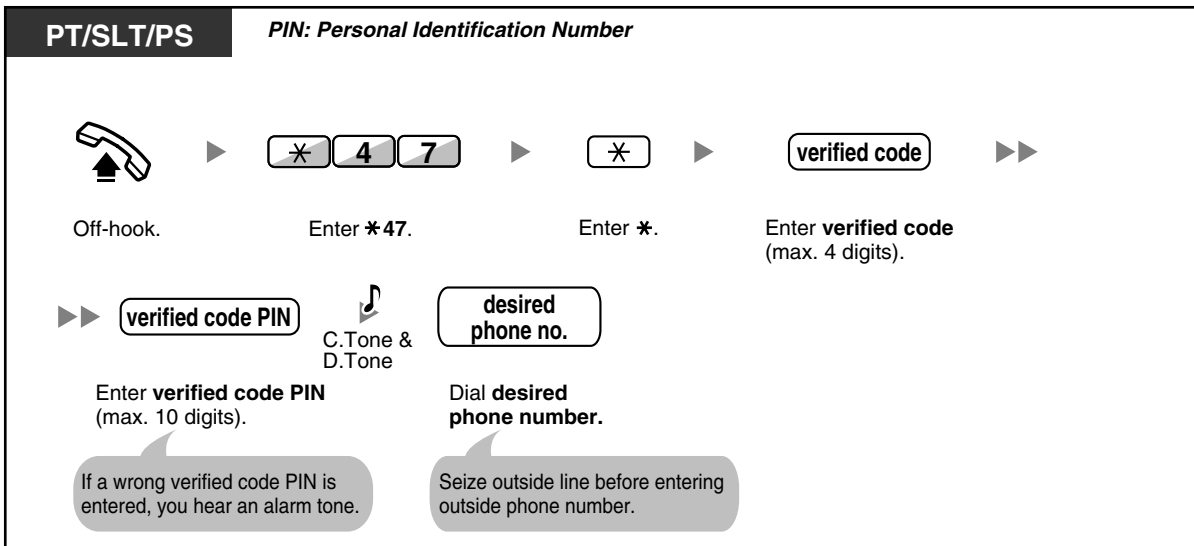 PT/SLT/PS
PIN: Personal Identification Number
* 4 7
*
verified code
Off-hook.
Enter *47.
Enter *.
Enter verified code
(max. 4 digits).
verified code PIN
C.Tone &
D.Tone
desired
phone no.
Enter verified code PIN
(max. 10 digits).
Dial desired
phone number.
If a wrong verified code PIN is
entered, you hear an alarm tone.
Seize outside line before entering
outside phone number.